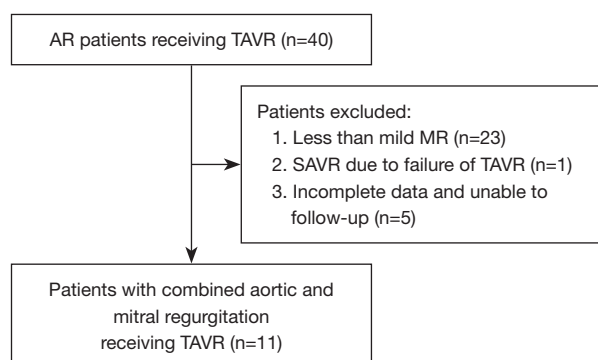 AR patients receiving TAVR (n=40)
Patients excluded:
1. Less than mild MR (n=23)
2. SAVR due to failure of TAVR (n=1)
3. Incomplete data and unable to
follow-up (n=5)
Patients with combined aortic and
mitral regurgitation
receiving TAVR (n=11)